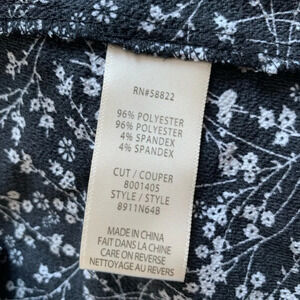 RN#58822
96% POLYESTER
96% POLYESTER
4% SPANDEX
4% SPANDEX
CUT / COUPER
8001405
STYLE / STYLE
8911N64B
MADE IN CHINA
FAIT DANS LA CHINE
CARE ON REVERSE
NETTOYAGE AU REVERS